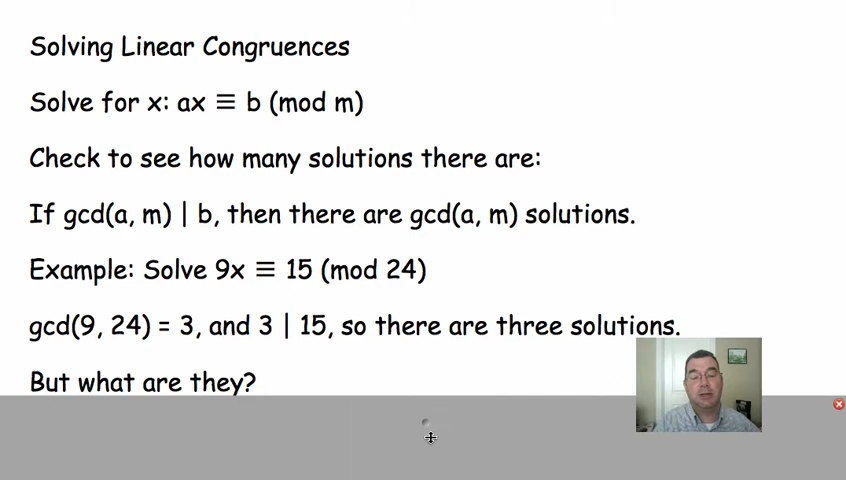 Solving Linear Congruences
Solve for x: ax ≡ b (mod m)
Check to see how many solutions there are:
If gcd(a, m) | b, then there are gcd(a, m) solutions.
Example: Solve 9x ≡ 15 (mod 24)
gcd(9, 24) = 3, and 3 | 15, so there are three solutions.
But what are they?